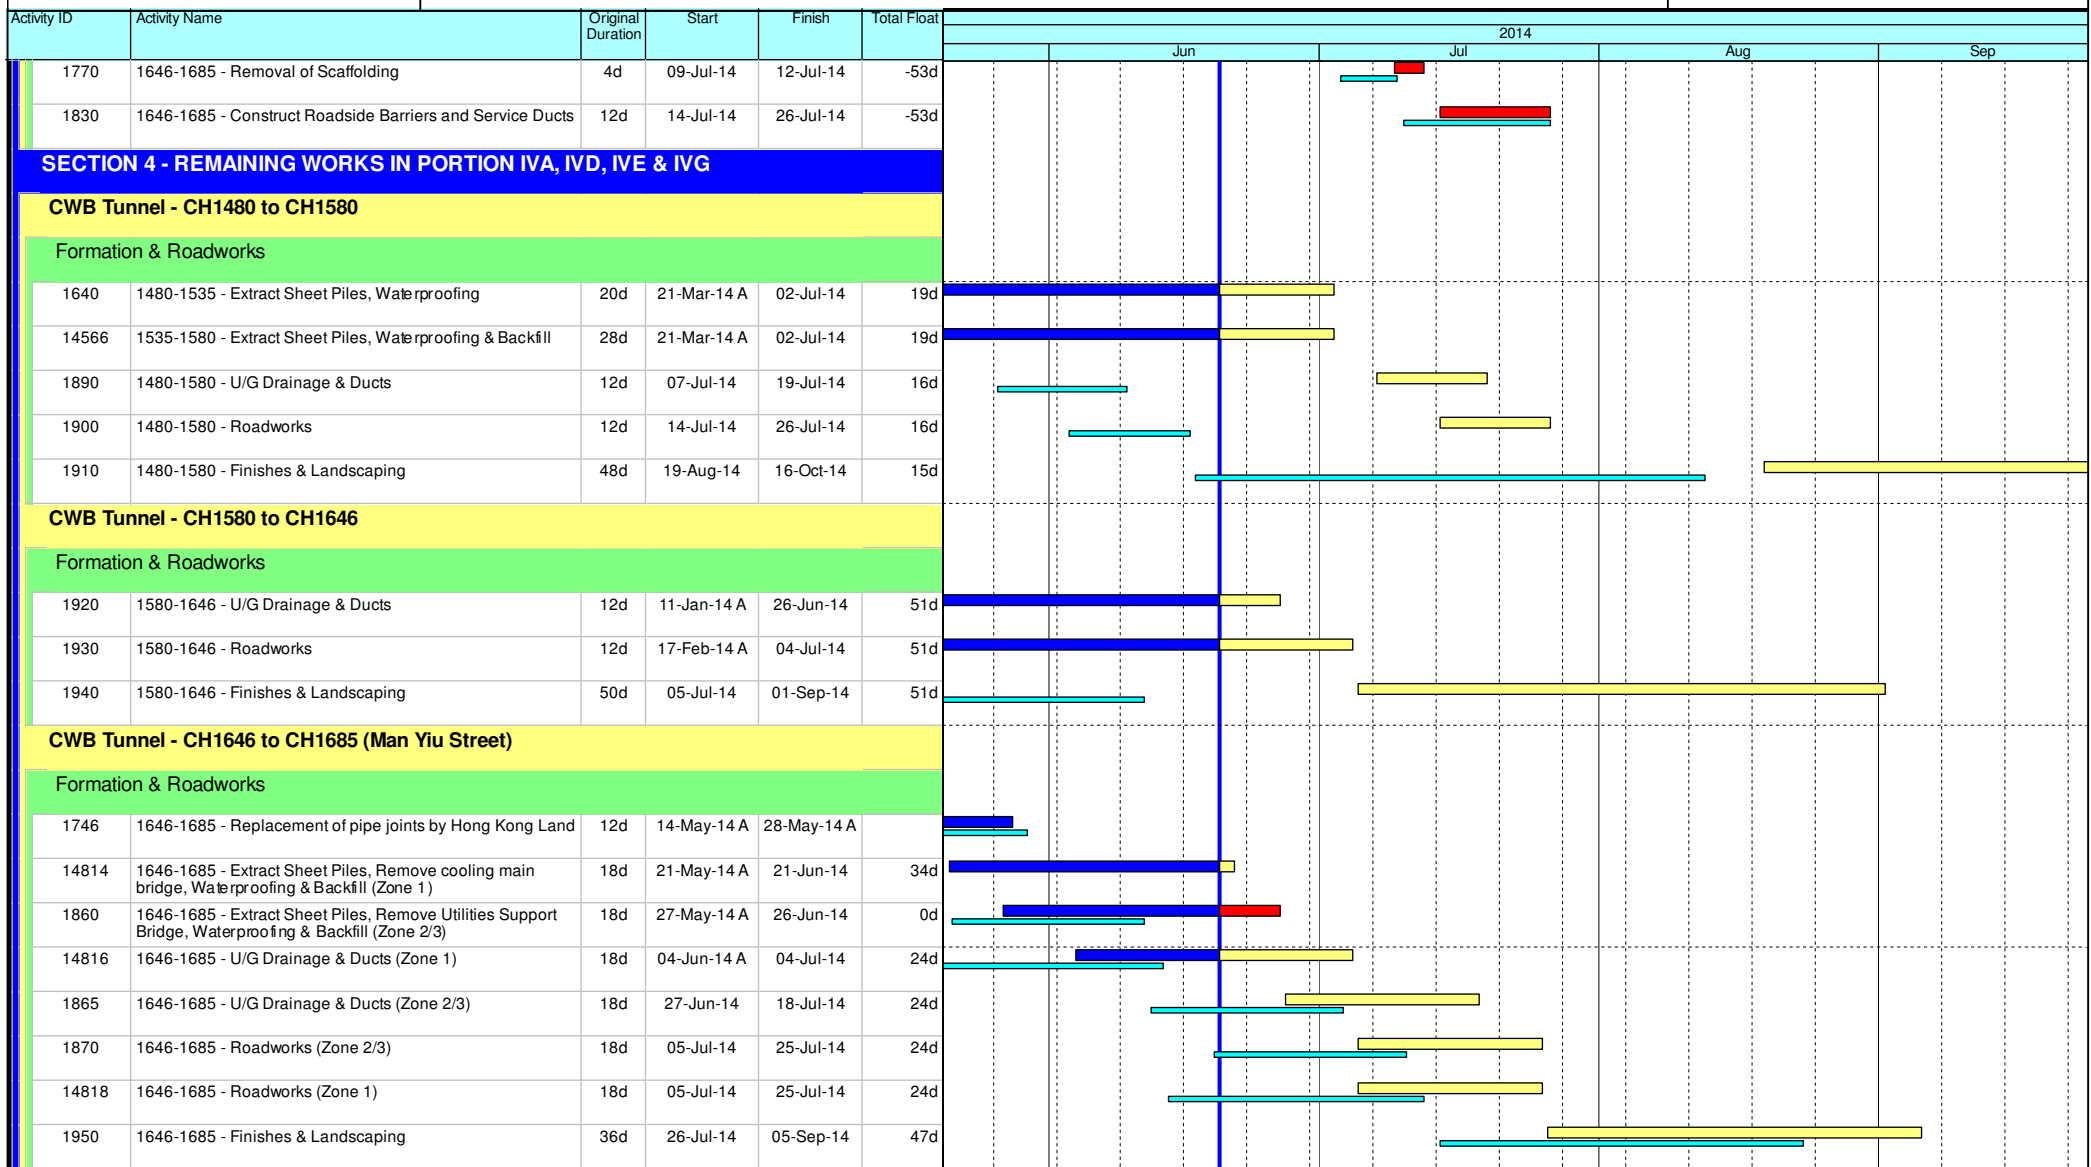 Activity ID Activity Name Original Duration Start Finish Total Float
2014
Jun Jul Aug Sep
1770 1646-1685 - Removal of Scaffolding 4d 09-Jul-14 12-Jul-14 -53d
1830 1646-1685 - Construct Roadside Barriers and Service Ducts 12d 14-Jul-14 26-Jul-14 -53d
SECTION 4 - REMAINING WORKS IN PORTION IVA, IVD, IVE & IVG
CWB Tunnel - CH1480 to CH1580
Formation & Roadworks
1640 1480-1535 - Extract Sheet Piles, Waterproofing 20d 21-Mar-14 A 02-Jul-14 19d
14566 1535-1580 - Extract Sheet Piles, Waterproofing & Backfill 28d 21-Mar-14 A 02-Jul-14 19d
1890 1480-1580 - U/G Drainage & Ducts 12d 07-Jul-14 19-Jul-14 16d
1900 1480-1580 - Roadworks 12d 14-Jul-14 26-Jul-14 16d
1910 1480-1580 - Finishes & Landscaping 48d 19-Aug-14 16-Oct-14 15d
CWB Tunnel - CH1580 to CH1646
Formation & Roadworks
1920 1580-1646 - U/G Drainage & Ducts 12d 11-Jan-14 A 26-Jun-14 51d
1930 1580-1646 - Roadworks 12d 17-Feb-14 A 04-Jul-14 51d
1940 1580-1646 - Finishes & Landscaping 50d 05-Jul-14 01-Sep-14 51d
CWB Tunnel - CH1646 to CH1685 (Man Yiu Street)
Formation & Roadworks
1746 1646-1685 - Replacement of pipe joints by Hong Kong Land 12d 14-May-14 A 28-May-14 A
14814 1646-1685 - Extract Sheet Piles, Remove cooling main 18d 21-May-14 A 21-Jun-14 34d
bridge, Waterproofing & Backfill (Zone 1)
1860 1646-1685 - Extract Sheet Piles, Remove Utilities Support 18d 27-May-14 A 26-Jun-14 0d
Bridge, Waterproofing & Backfill (Zone 2/3)
14816 1646-1685 - U/G Drainage & Ducts (Zone 1) 18d 04-Jun-14 A 04-Jul-14 24d
1865 1646-1685 - U/G Drainage & Ducts (Zone 2/3) 18d 27-Jun-14 18-Jul-14 24d
1870 1646-1685 - Roadworks (Zone 2/3) 18d 05-Jul-14 25-Jul-14 24d
14818 1646-1685 - Roadworks (Zone 1) 18d 05-Jul-14 25-Jul-14 24d
1950 1646-1685 - Finishes & Landscaping 36d 26-Jul-14 05-Sep-14 47d